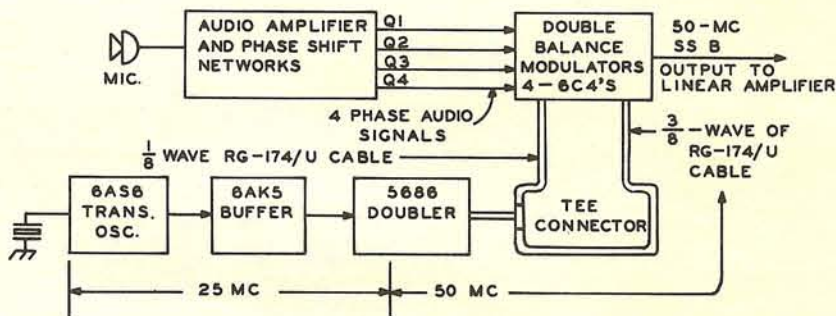 AUDIO AMPLIFIER
AND PHASE SHIFT
NETWORKS
MIC.
Q1
Q2
Q3
Q4
4 PHASE AUDIO
SIGNALS
DOUBLE
BALANCE
MODULATORS
4-6C4'S
50-MC
SS B
OUTPUT TO
LINEAR AMPLIFIER
1/8 WAVE RG-174/U
CABLE
3/8-WAVE OF
RG-174/U
CABLE
6AS6
TRANS.
OSC.
6AK5
BUFFER
5686
DOUBLER
TEE
CONNECTOR
25 MC
50 MC